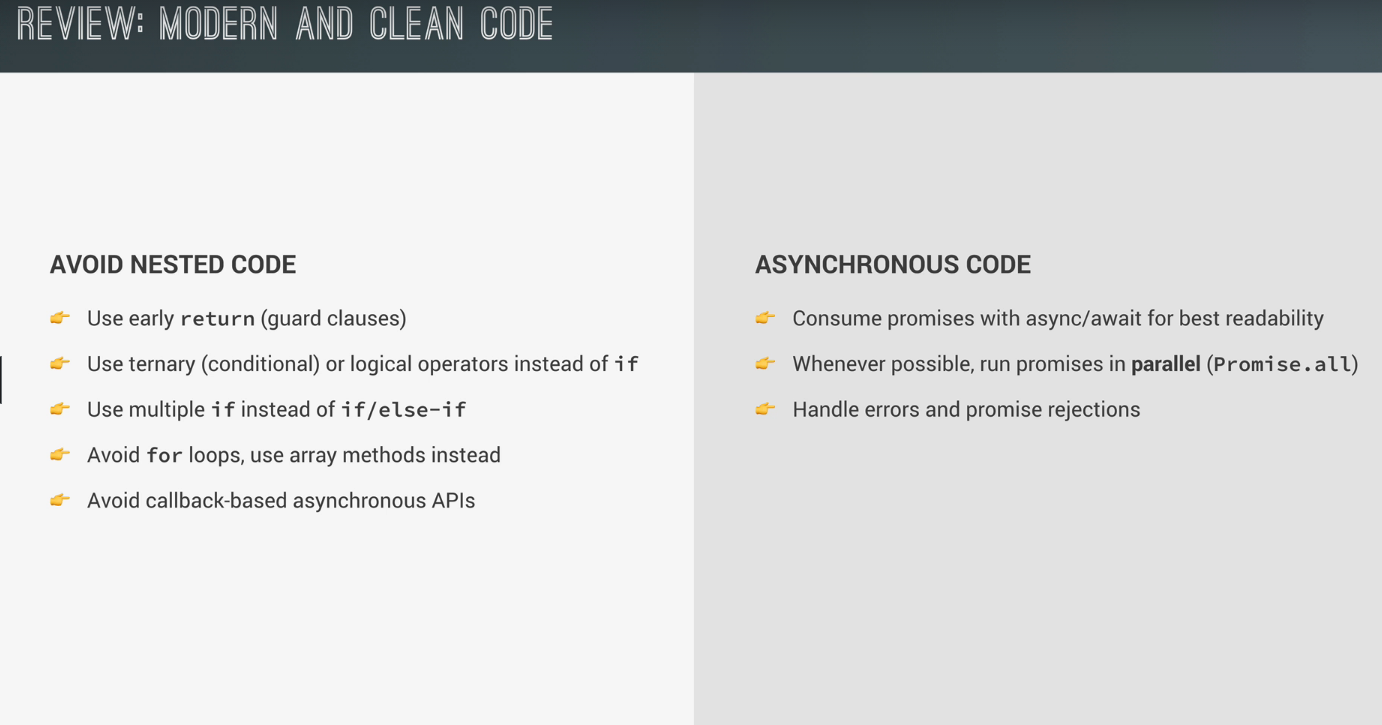 REVIEW: MODERN AND CLEAN CODE
AVOID NESTED CODE
👉 Use early return (guard clauses)
👉 Use ternary (conditional) or logical operators instead of if
👉 Use multiple if instead of if/else-if
👉 Avoid for loops, use array methods instead
👉 Avoid callback-based asynchronous APIs
ASYNCHRONOUS CODE
👉 Consume promises with async/await for best readability
👉 Whenever possible, run promises in parallel (Promise.all)
👉 Handle errors and promise rejections